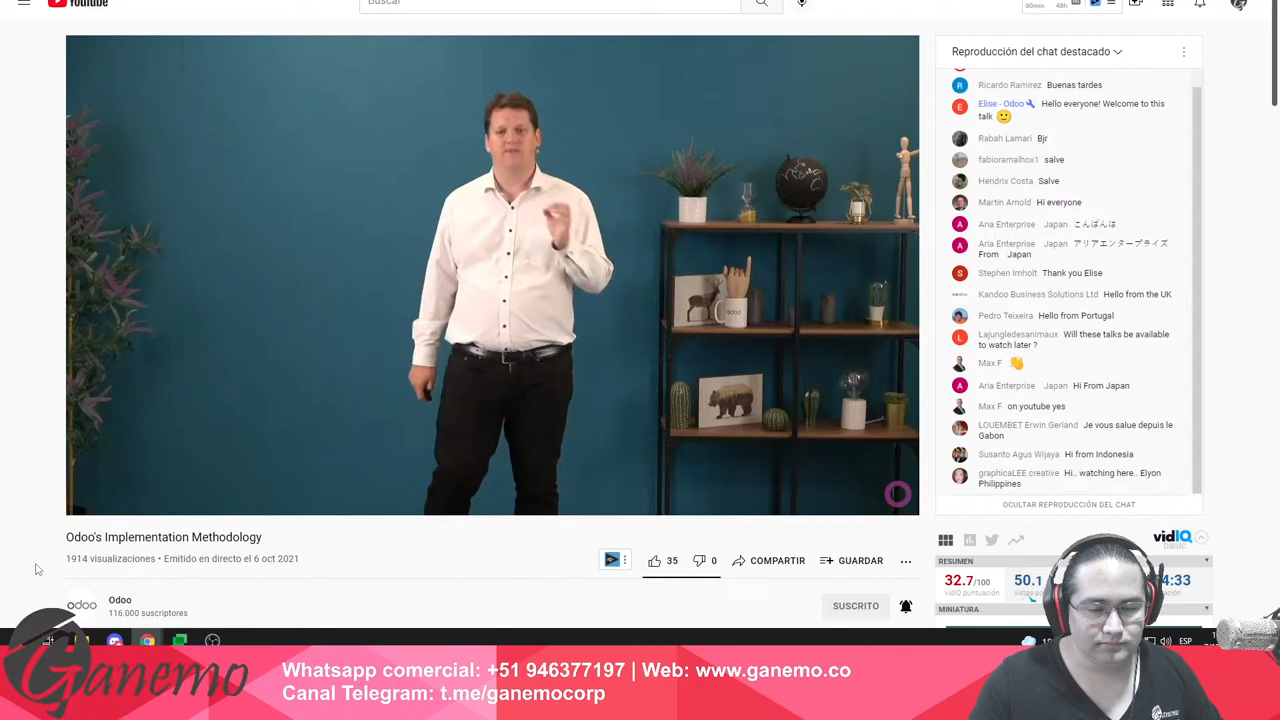 YouTube
Buscar
60min 48h
Reproducción del chat destacado
Ricardo Ramirez Buenas tardes
Elise - Odoo Hello everyone! Welcome to this
talk
Rabah Lamari Bjr
fabioramalhox1 salve
Hendrix Costa Salve
Martin Arnold Hi everyone
Aria Enterprise Japan こんばんは
Aria Enterprise Japan アリアエンタープライズ
From Japan
Stephen Imholt Thank you Elise
Kandoo Business Solutions Ltd Hello from the UK
Pedro Teixeira Hello from Portugal
Lajungledesanimaux Will these talks be available
to watch later ?
Max F
Aria Enterprise Japan Hi From Japan
Max F on youtube yes
LOUEMBET Erwin Gerland Je vous salue depuis le
Gabon
Susanto Agus Wijaya Hi from Indonesia
graphicaLEE creative Hi.. watching here.. Elyon
Philippines
OCULTAR REPRODUCCIÓN DEL CHAT
odoo
Odoo's Implementation Methodology
1914 visualizaciones • Emitido en directo el 6 oct 2021
35
0
COMPARTIR
GUARDAR
odoo
Odoo
116.000 suscriptores
SUSCRITO
vidIQ
basic
RESUMEN
32.7/100
vidIQ puntuación
50.1
4:33
MINIATURA
ESP
Ganemo
Whatsapp comercial: +51 946377197 | Web: www.ganemo.co
Canal Telegram: t.me/ganemocorp